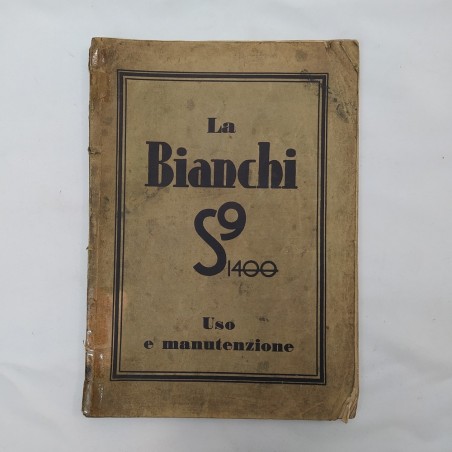 La
Bianchi
S9
1400
Uso
e manutenzione